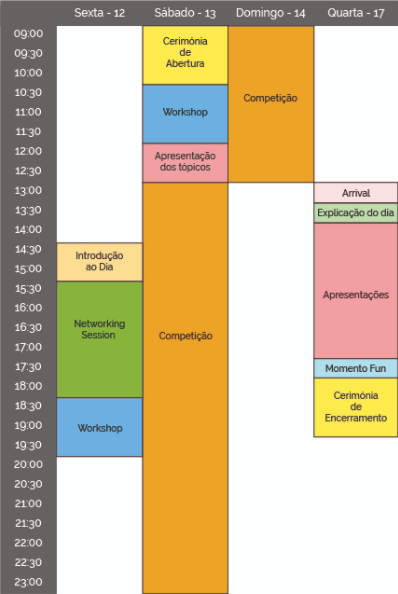 Sexta - 12 Sábado - 13 Domingo - 14 Quarta - 17
09:00
09:30
10:00
10:30
11:00
11:30
12:00
12:30
13:00
13:30
14:00
14:30
15:00
15:30
16:00
16:30
17:00
17:30
18:00
18:30
19:00
19:30
20:00
20:30
21:00
21:30
22:00
22:30
23:00
Introdução
ao Dia
Networking
Session
Workshop
Cerimónia
de
Abertura
Workshop
Apresentação
dos tópicos
Competição
Competição
Arrival
Explicação do dia
Apresentações
Momento Fun
Cerimónia
de
Encerramento